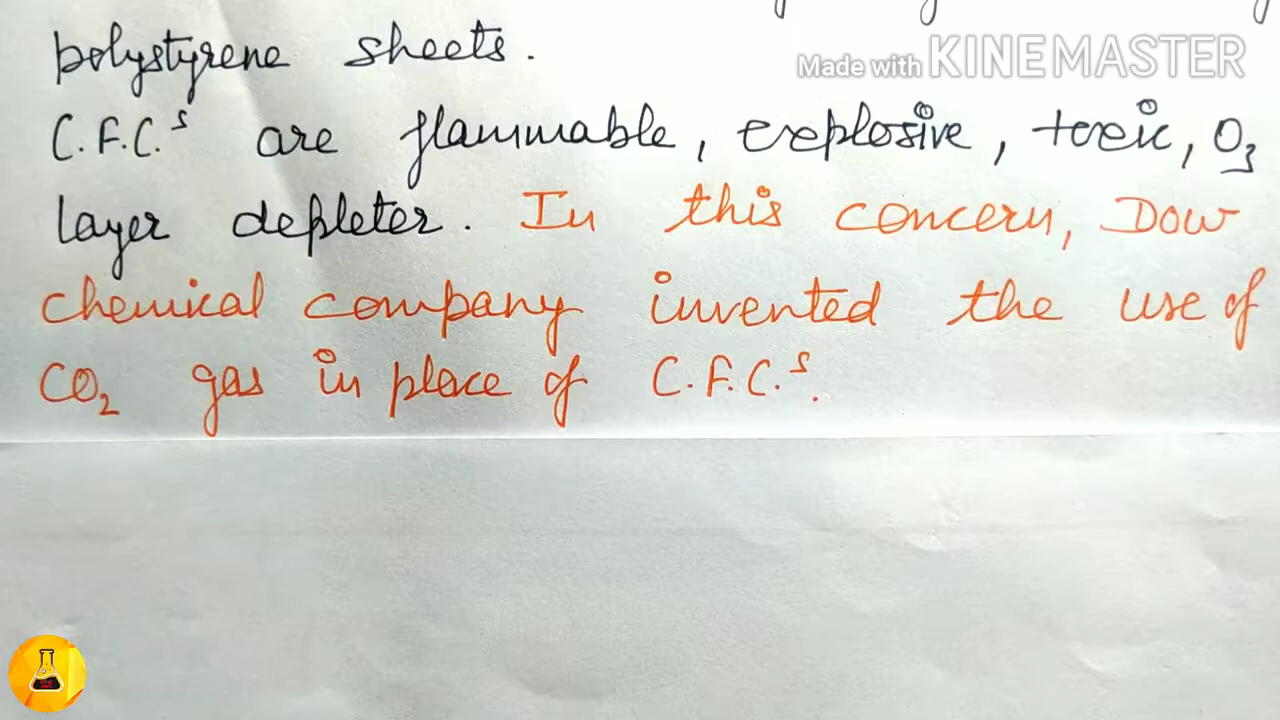 Made with KINEMASTER
polystyrene sheets.
C.F.C.s are flammable, explosive, toxic, O3
layer depleter. In this concern, Dow
chemical company invented the use of
CO2 gas in place of C.F.C.s.